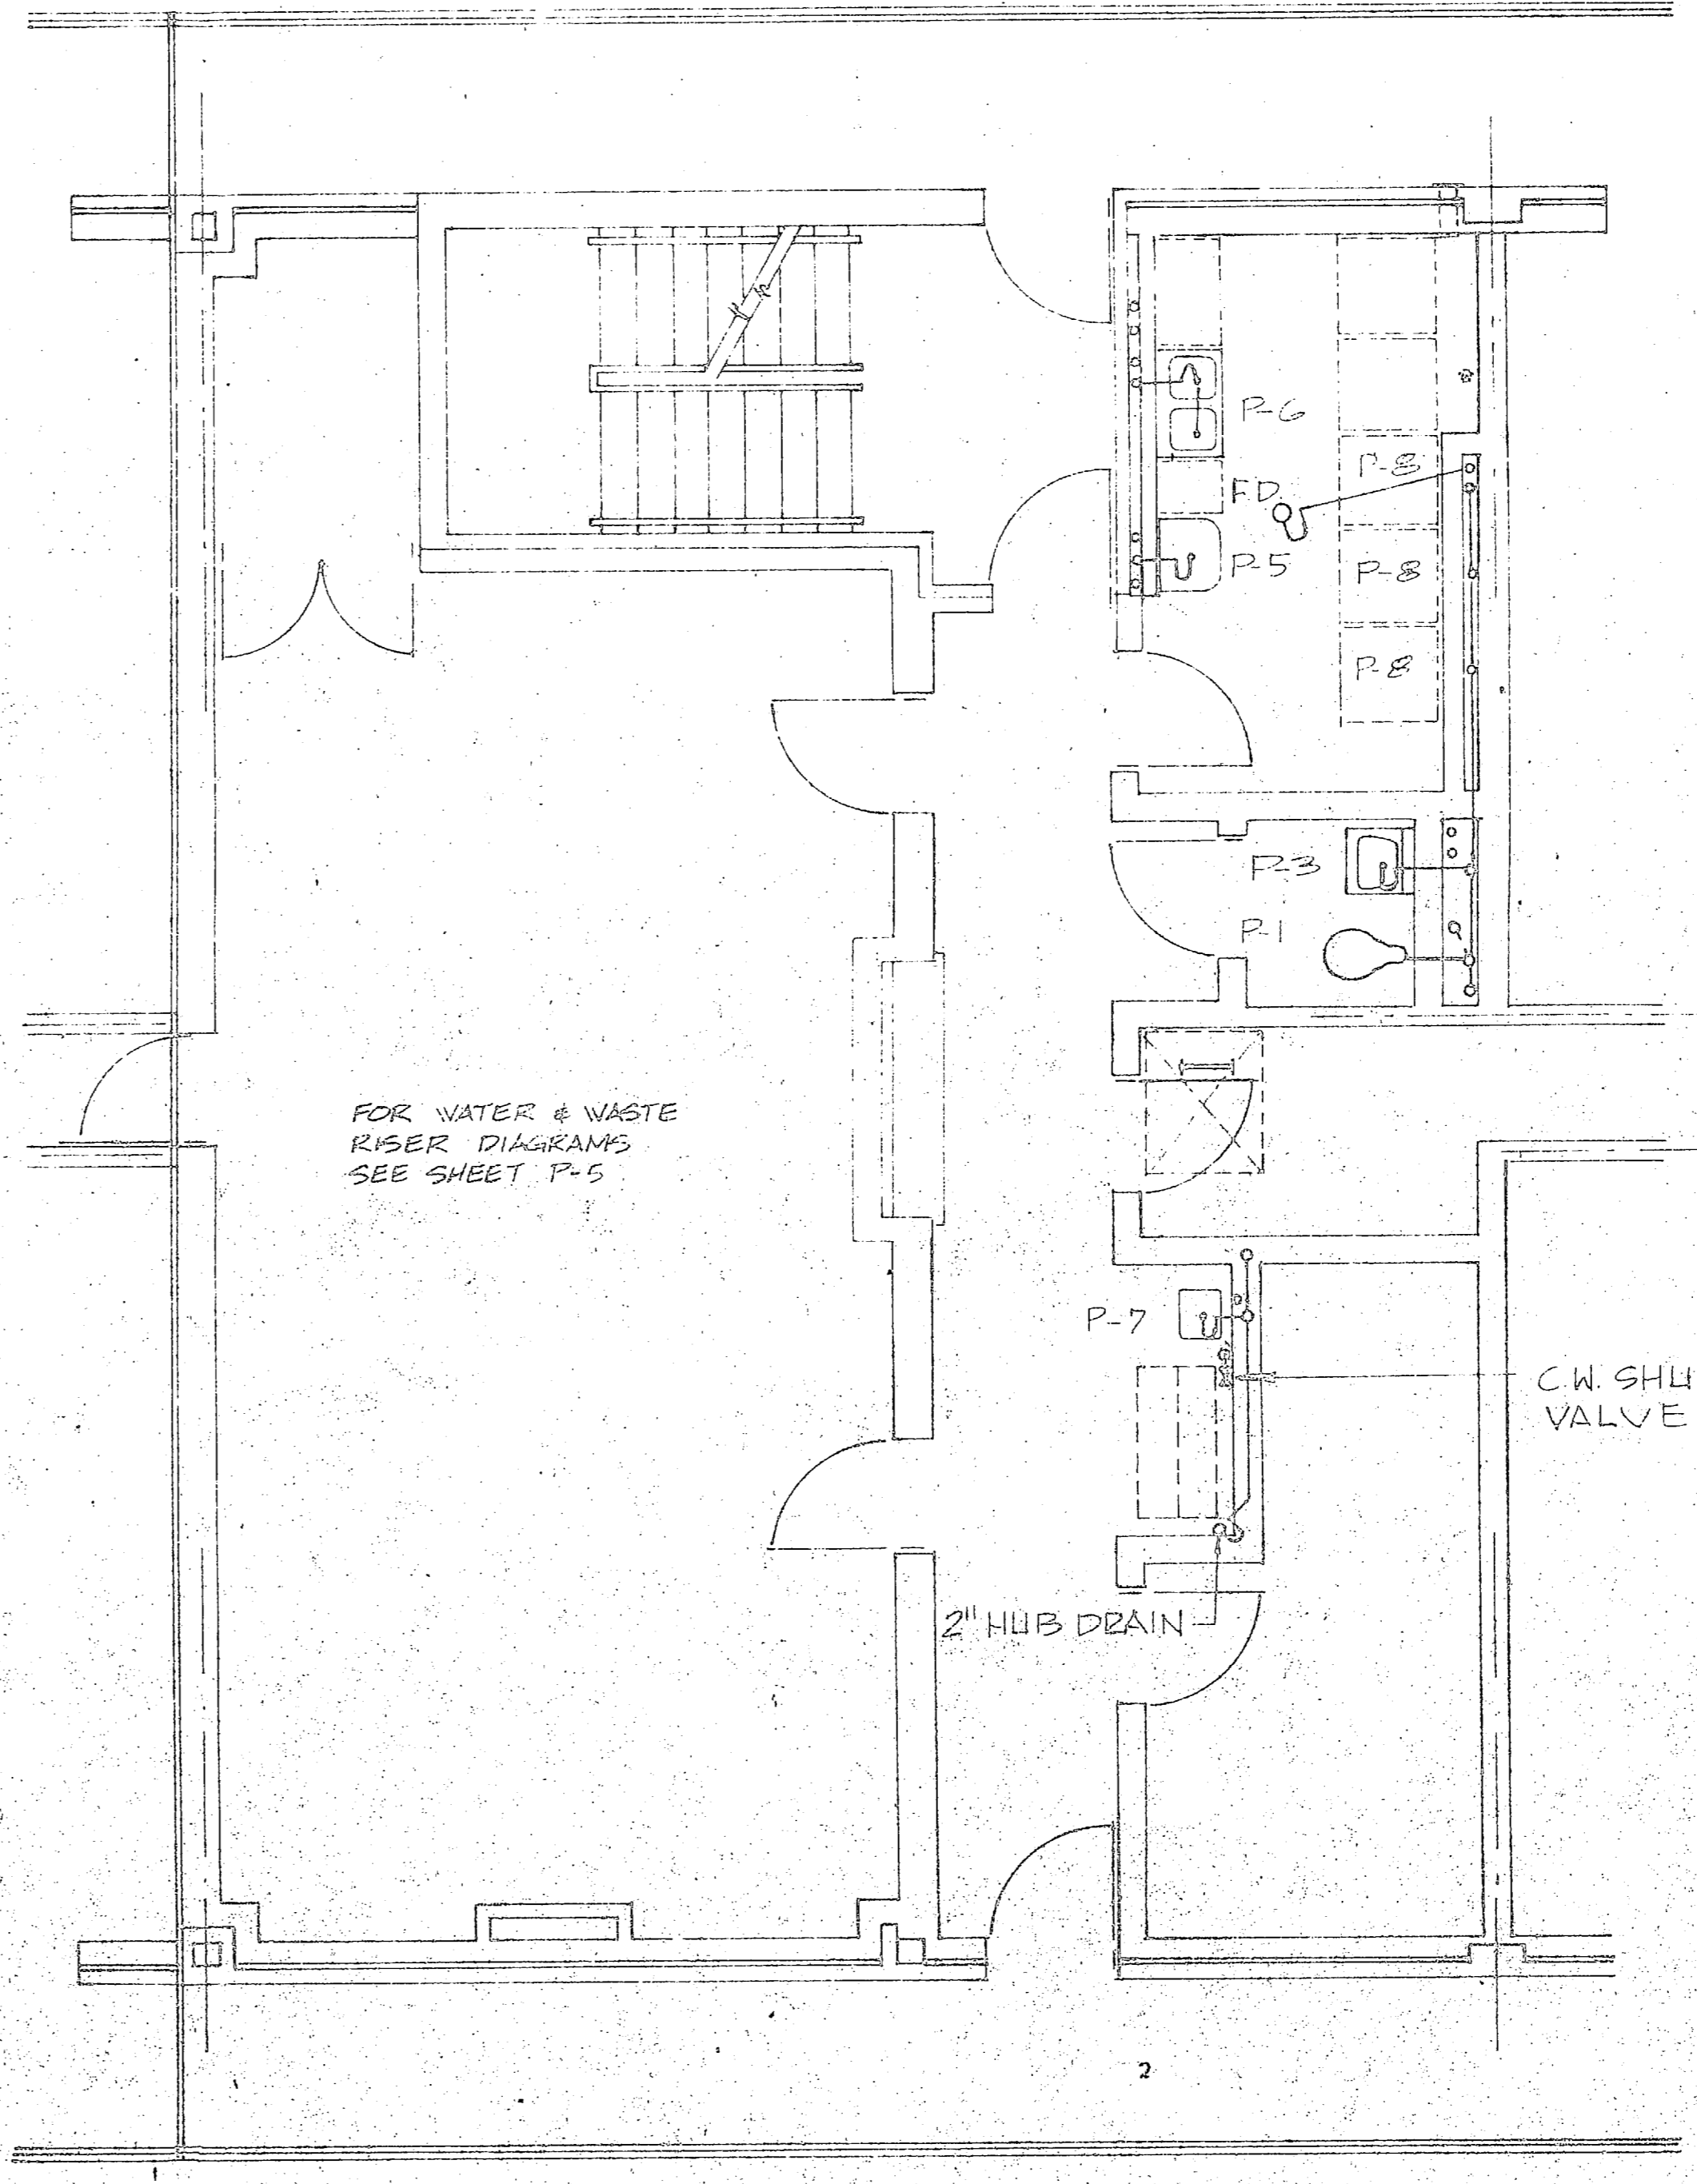 P-6
P-8
F.D.
P-5
P-8
P-8
P-3
P-1
FOR WATER & WASTE
RISER DIAGRAMS
SEE SHEET P-5
P-7
C.W. SHU
VALVE
2" HUB DRAIN
2